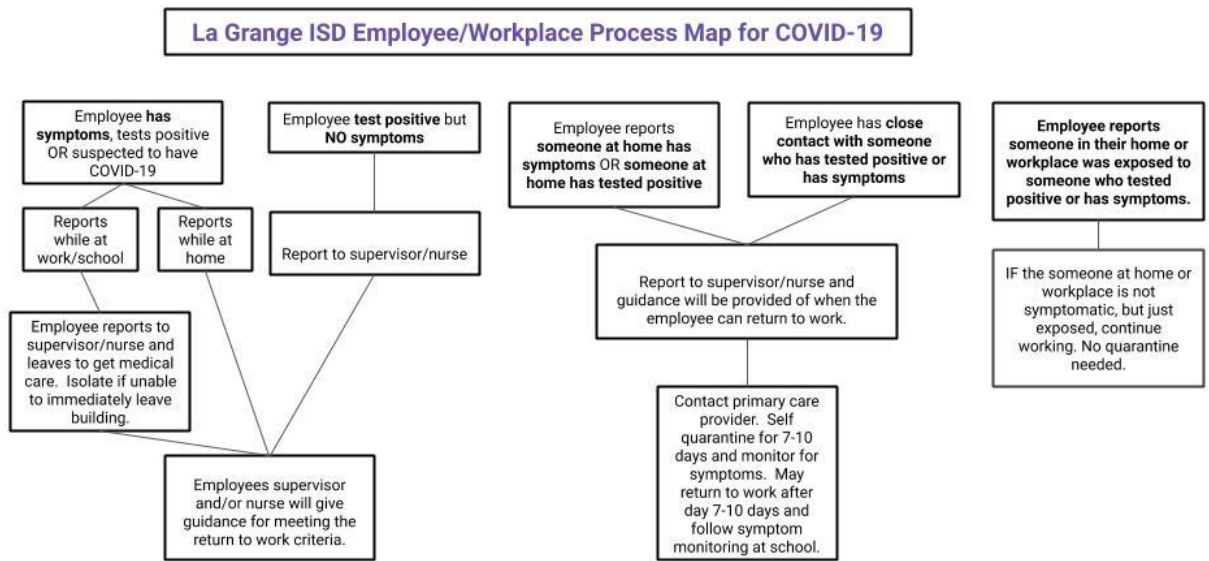 La Grange ISD Employee/Workplace Process Map for COVID-19
Employee has
symptoms, tests positive
OR suspected to have
COVID-19
Employee test positive but
NO symptoms
Employee reports
someone at home has
symptoms OR someone at
home has tested positive
Employee has close
contact with someone
who has tested positive or
has symptoms
Employee reports
someone in their home or
workplace was exposed to
someone who tested
positive or has symptoms.
Reports
while at
work/school
Reports
while at
home
Report to supervisor/nurse
Report to supervisor/nurse and
guidance will be provided of when the
employee can return to work.
IF the someone at home or
workplace is not
symptomatic, but just
exposed, continue
working. No quarantine
needed.
Employee reports to
supervisor/nurse and
leaves to get medical
care. Isolate if unable
to immediately leave
building.
Contact primary care
provider. Self
quarantine for 7-10
days and monitor for
symptoms. May
return to work after
day 7-10 days and
follow symptom
monitoring at school.
Employees supervisor
and/or nurse will give
guidance for meeting the
return to work criteria.